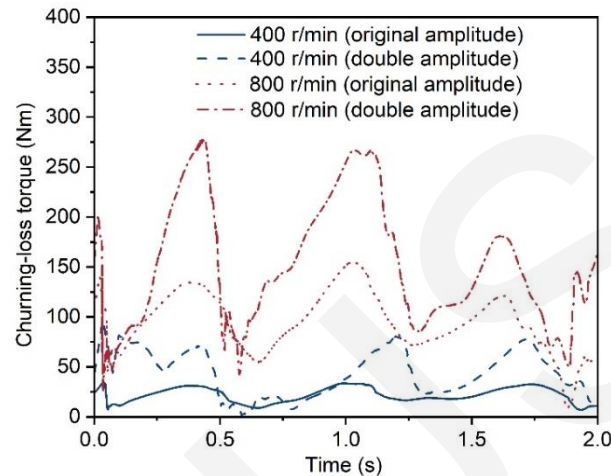 400
350
300
250
200
150
100
50
0
Churning-loss torque (Nm)
400 r/min (original amplitude)
400 r/min (double amplitude)
800 r/min (original amplitude)
800 r/min (double amplitude)
0.0 0.5 1.0 1.5 2.0
Time (s)